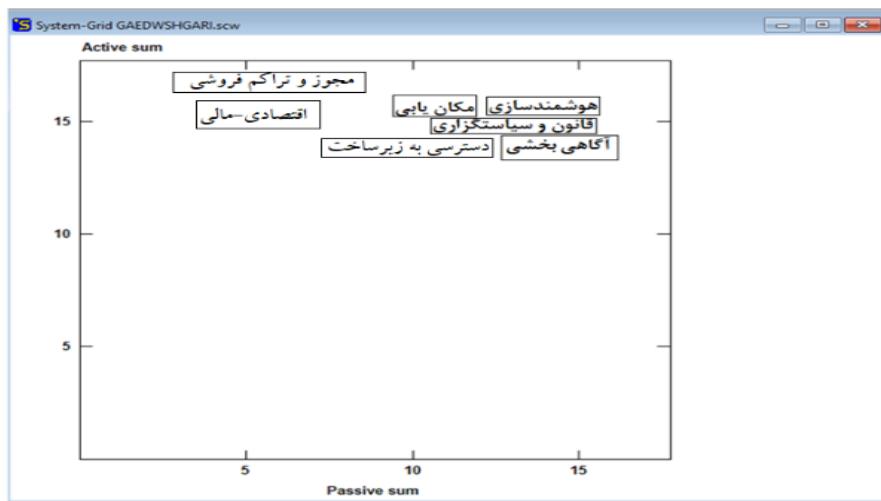 System-Grid GAEDWSHGARI.scw
Active sum
مجوز و تراکم فروشی
اقتصادی-مالی
مکان یابی
هوشمندسازی
15
قانون و سیاستگزاری
دسترسی به زیرساخت
آگاهی بخشی
10
5
5
10
15
Passive sum